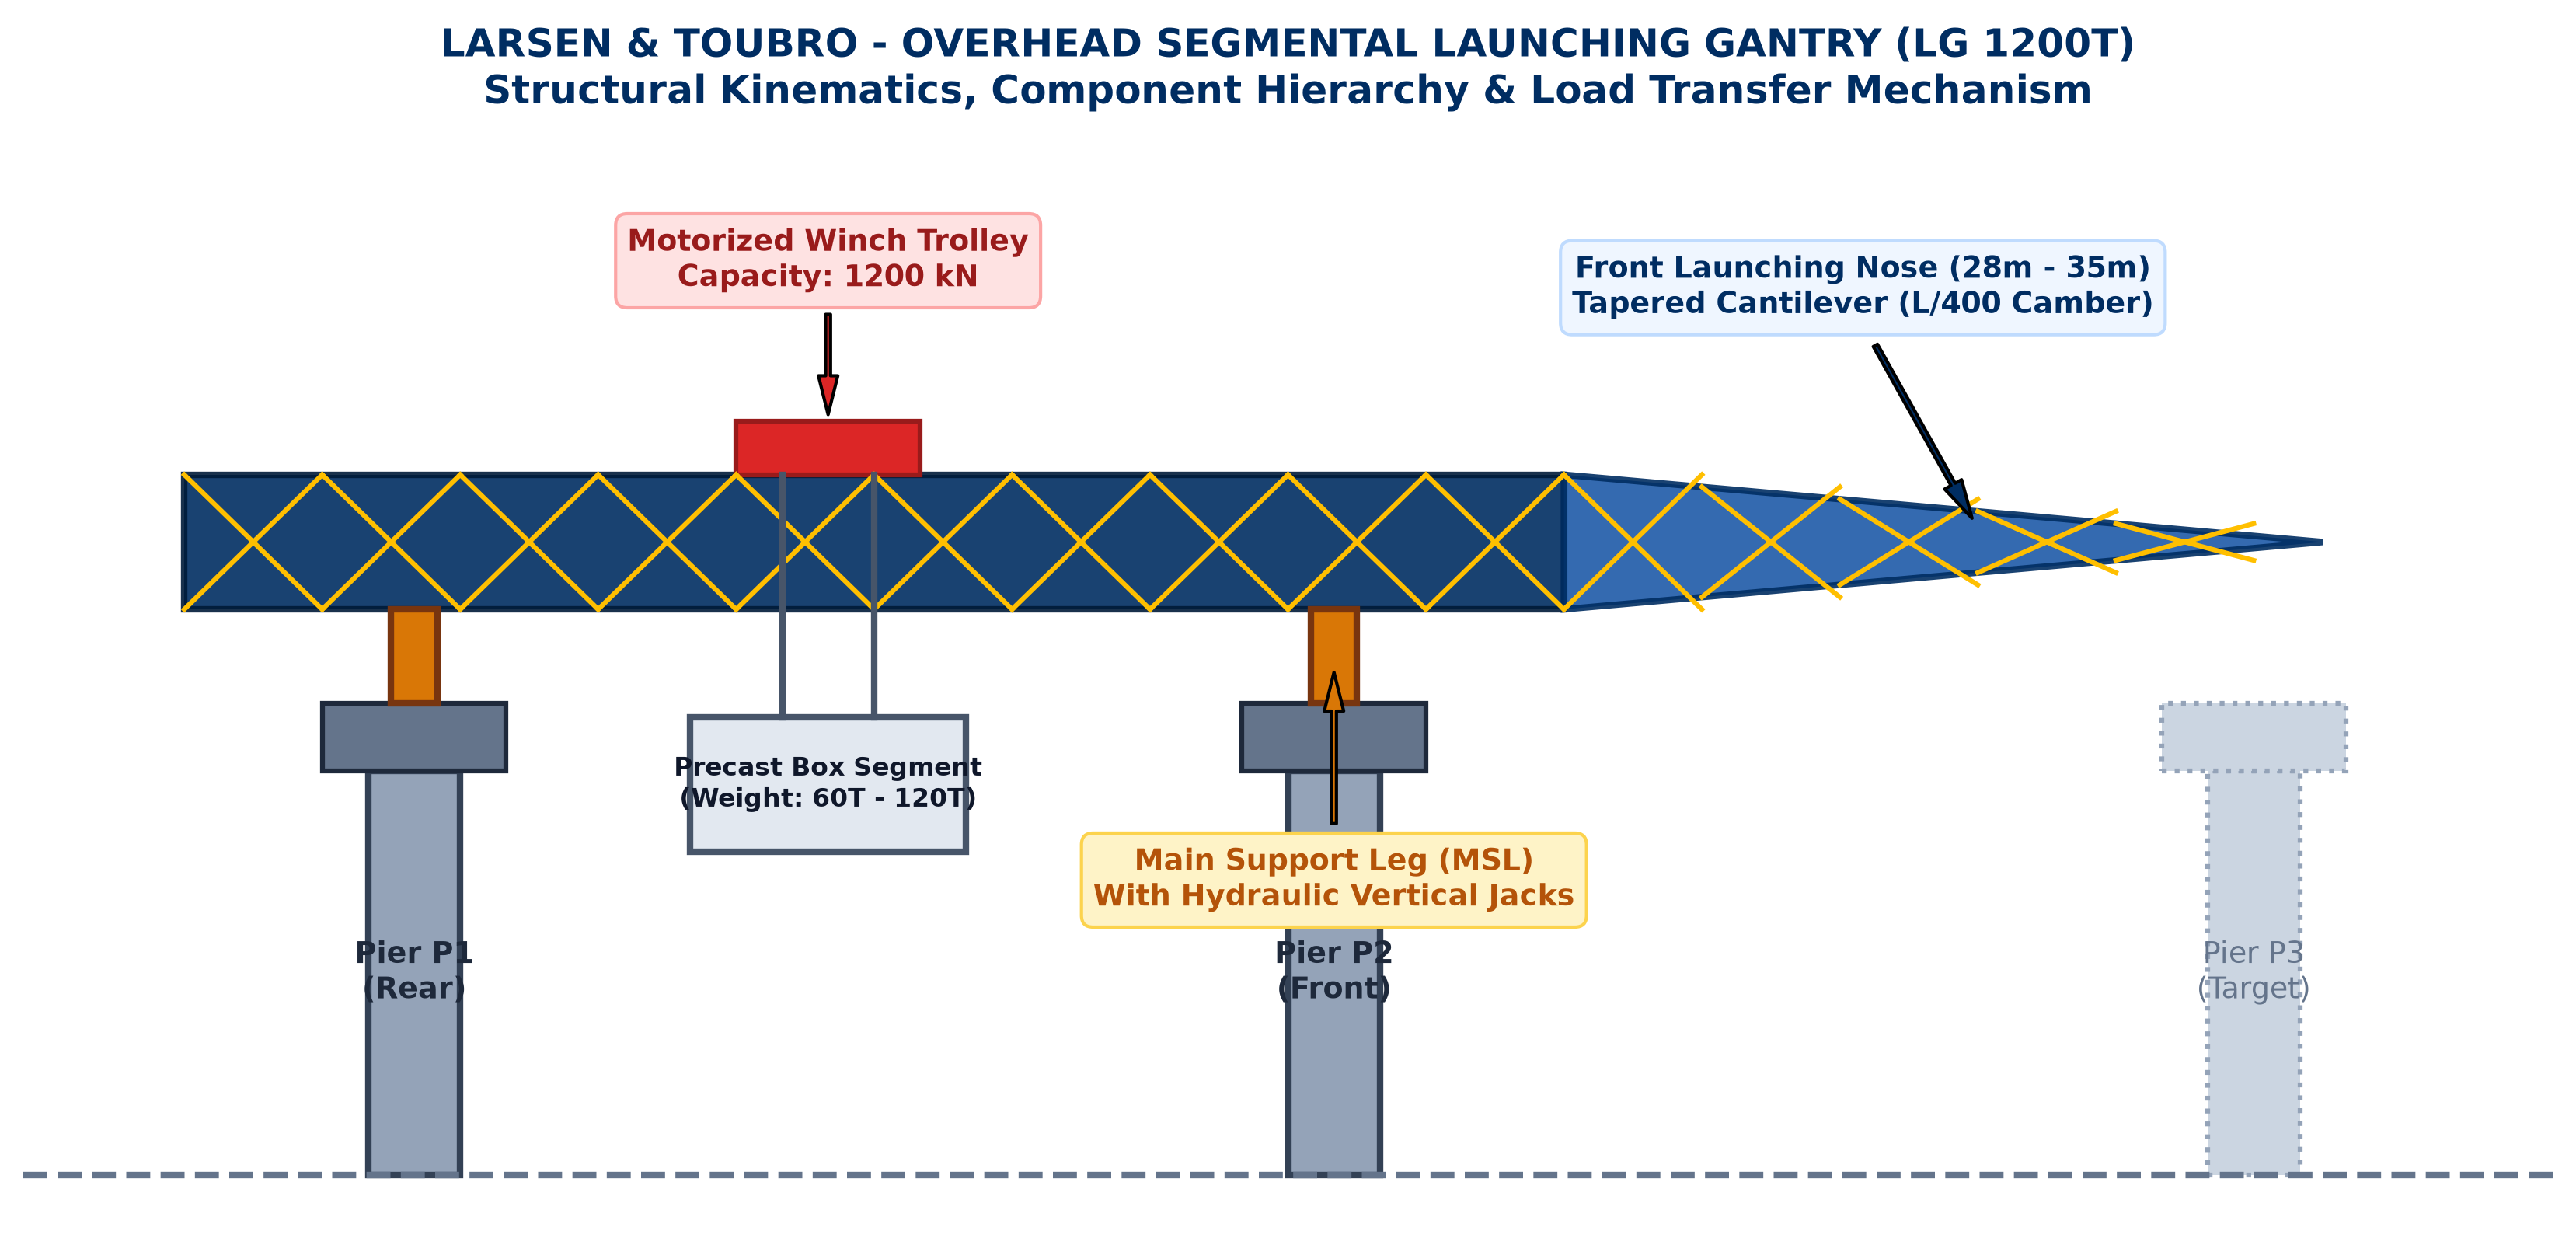 LARSEN & TOUBRO - OVERHEAD SEGMENTAL LAUNCHING GANTRY (LG 1200T)
Structural Kinematics, Component Hierarchy & Load Transfer Mechanism
Motorized Winch Trolley
Capacity: 1200 kN
Front Launching Nose (28m - 35m)
Tapered Cantilever (L/400 Camber)
Precast Box Segment
(Weight: 60T - 120T)
Main Support Leg (MSL)
With Hydraulic Vertical Jacks
Pier P1
(Rear)
Pier P2
(Front)
Pier P3
(Target)